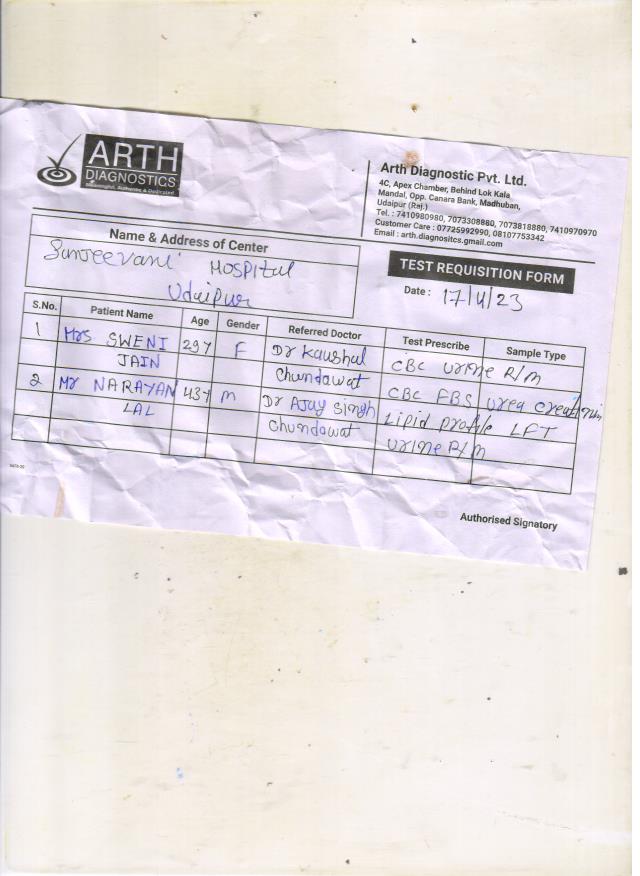 ARTH
DIAGNOSTICS
Meaningful, Authentic & Dedicated
Arth Diagnostic Pvt. Ltd.
4C, Apex Chamber, Behind Lok Kala
Mandal, Opp. Canara Bank, Madhuban,
Udaipur (Raj.)
Tel. : 7410980980, 7073308880, 7073818880, 7410970970
Customer Care : 07725992990, 08107753342
Email : arth.diagnositcs.gmail.com
Name & Address of Center
Sanjeevani Hospital
Udaipur
TEST REQUISITION FORM
Date : 17/4/23
S.No. Patient Name Age Gender Referred Doctor Test Prescribe Sample Type
1 Mrs SWENI 29y F Dr Kaushal CBC Urine R/m
JAIN Chundawat
2 Mr NARAYAN 43y m Dr Ajay Singh CBC FBS Urea Creatinin
LAL Chundawat Lipid profile LFT
Urine R/m
Authorised Signatory